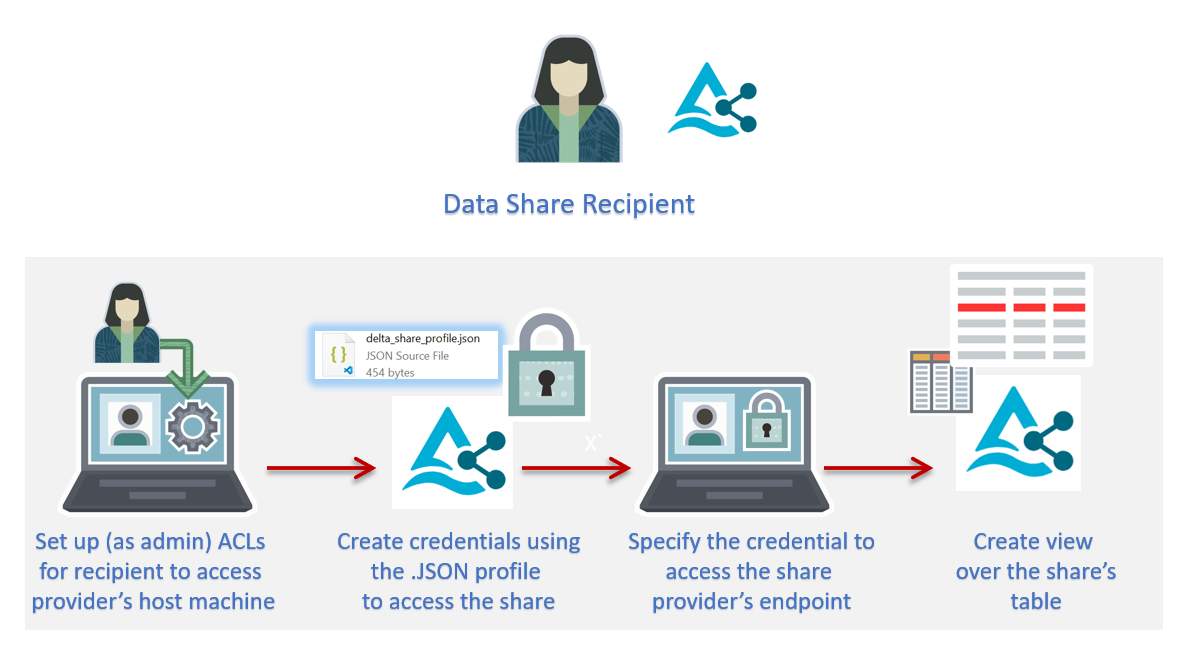 Data Share Recipient
delta_share_profile.json
JSON Source File
454 bytes
X`
Set up (as admin) ACLs
for recipient to access
provider's host machine
Create credentials using
the .JSON profile
to access the share
Specify the credential to
access the share
provider's endpoint
Create view
over the share's
table